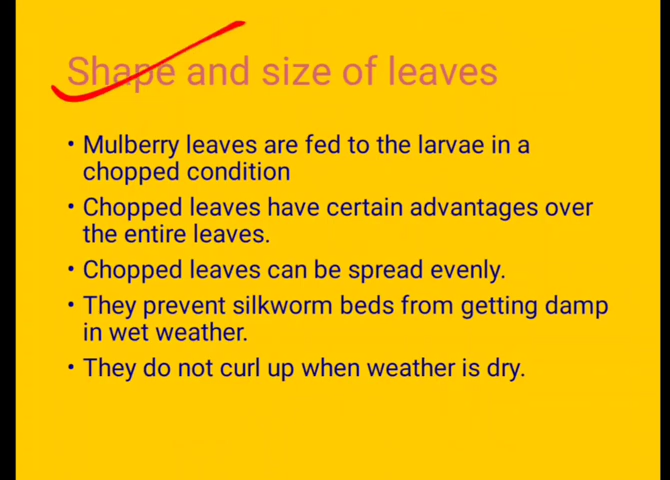 Shape and size of leaves
• Mulberry leaves are fed to the larvae in a
chopped condition
• Chopped leaves have certain advantages over
the entire leaves.
• Chopped leaves can be spread evenly.
• They prevent silkworm beds from getting damp
in wet weather.
• They do not curl up when weather is dry.